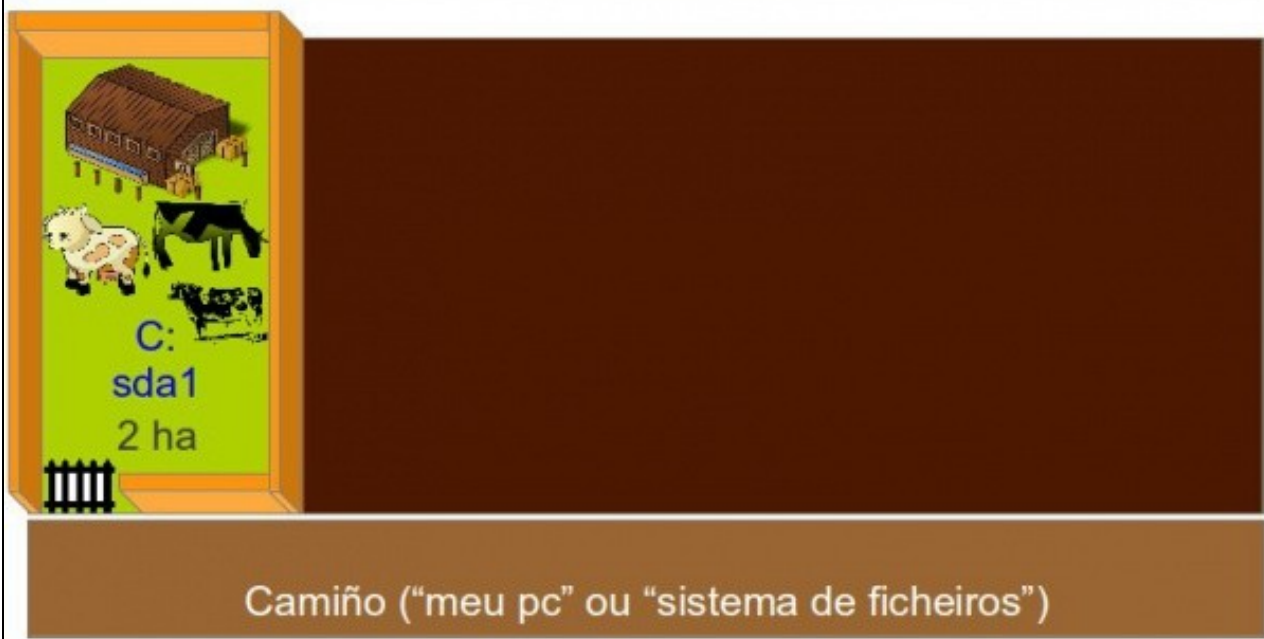 C:
sda1
2 ha
Camiño (“meu pc” ou “sistema de ficheiros”)